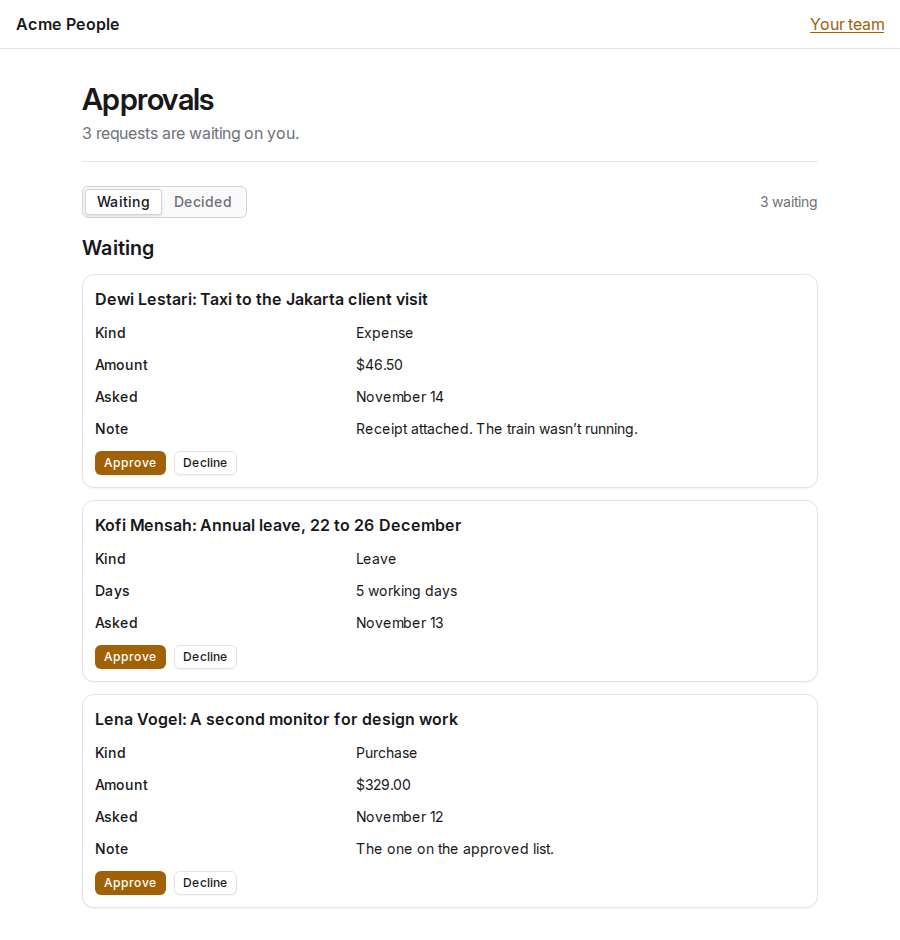 Acme People
Your team
Approvals
3 requests are waiting on you.
Waiting
Decided
3 waiting
Waiting
Dewi Lestari: Taxi to the Jakarta client visit
Kind Expense
Amount $46.50
Asked November 14
Note Receipt attached. The train wasn’t running.
Approve Decline
Kofi Mensah: Annual leave, 22 to 26 December
Kind Leave
Days 5 working days
Asked November 13
Approve Decline
Lena Vogel: A second monitor for design work
Kind Purchase
Amount $329.00
Asked November 12
Note The one on the approved list.
Approve Decline